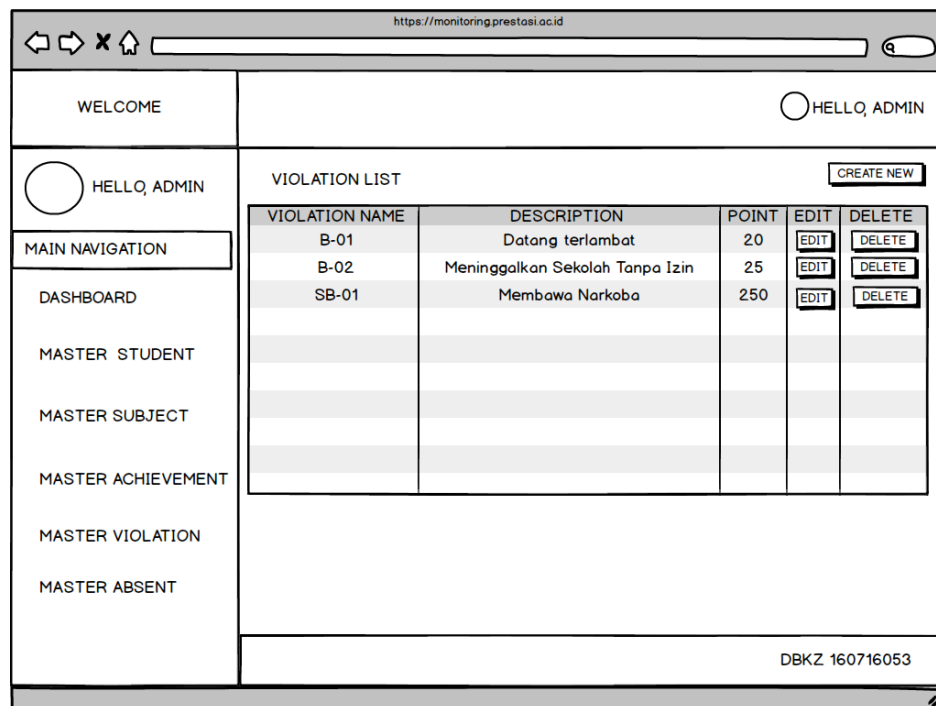 https://monitoring.prestasi.ac.id
WELCOME
HELLO, ADMIN
HELLO, ADMIN
MAIN NAVIGATION
DASHBOARD
MASTER STUDENT
MASTER SUBJECT
MASTER ACHIEVEMENT
MASTER VIOLATION
MASTER ABSENT
VIOLATION LIST
CREATE NEW
VIOLATION NAME DESCRIPTION POINT EDIT DELETE
B-01 Datang terlambat 20 EDIT DELETE
B-02 Meninggalkan Sekolah Tanpa Izin 25 EDIT DELETE
SB-01 Membawa Narkoba 250 EDIT DELETE
DBKZ 160716053